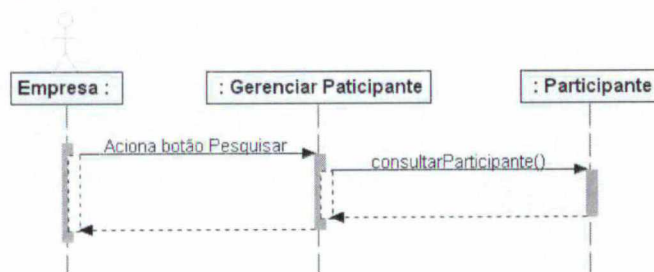 Empresa :
: Gerenciar Paticipante
: Participante
Aciona botão Pesquisar
consultarParticipante()